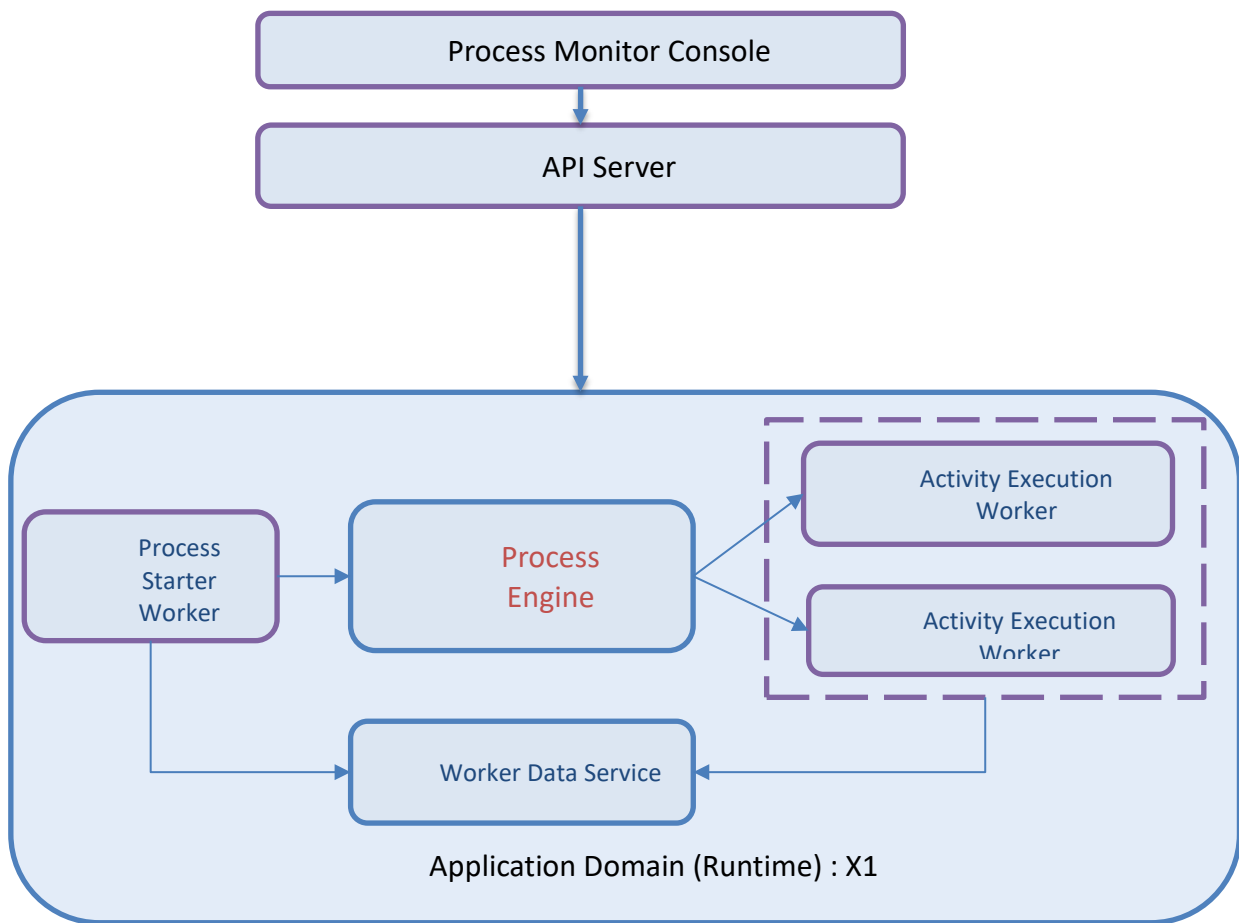 Process Monitor Console
API Server
Activity Execution
Worker
Process
Starter
Worker
Process
Engine
Activity Execution
Worker
Worker Data Service
Application Domain (Runtime) : X1